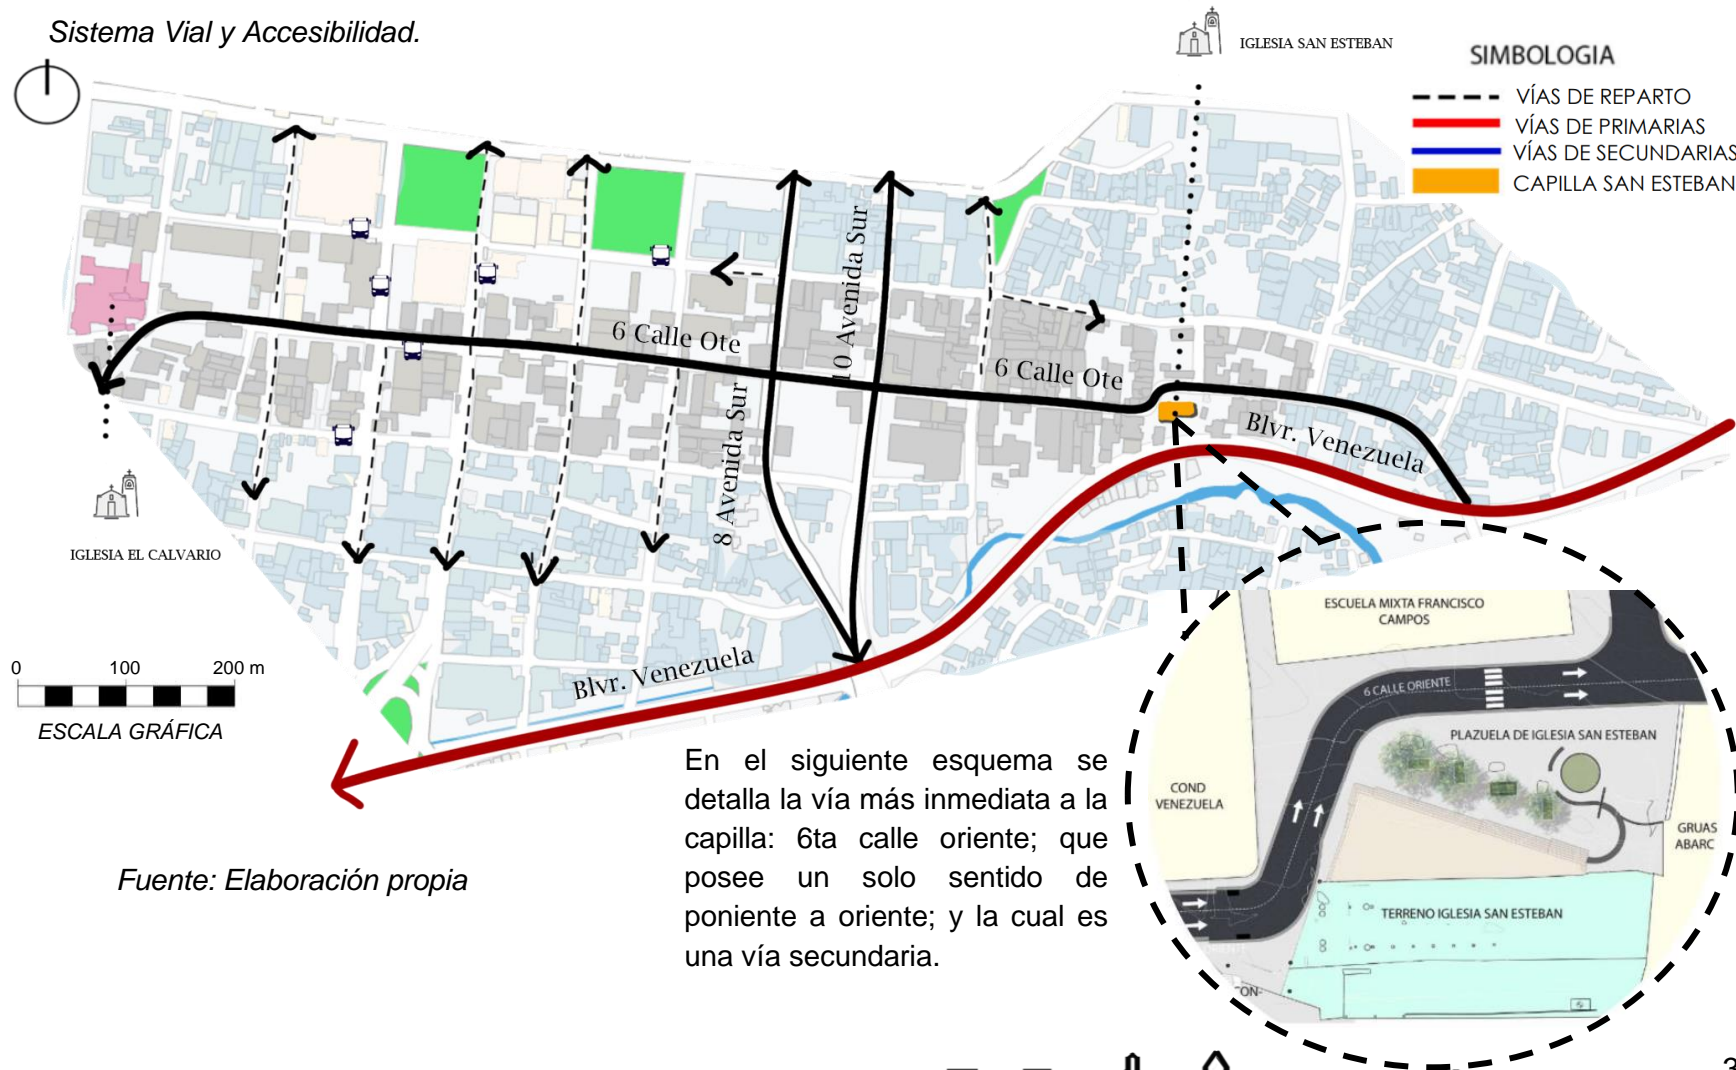 Sistema Vial y Accesibilidad.
IGLESIA SAN ESTEBAN
SIMBOLOGIA
VÍAS DE REPARTO
VÍAS DE PRIMARIAS
VÍAS DE SECUNDARIAS
CAPILLA SAN ESTEBAN
6 Calle Ote
10 Avenida Sur
6 Calle Ote
8 Avenida Sur
Blvr. Venezuela
IGLESIA EL CALVARIO
Blvr. Venezuela
0 100 200 m
ESCALA GRÁFICA
Fuente: Elaboración propia
En el siguiente esquema se
detalla la vía más inmediata a la
capilla: 6ta calle oriente; que
posee un solo sentido de
poniente a oriente; y la cual es
una vía secundaria.
ESCUELA MIXTA FRANCISCO
CAMPOS
6 CALLE ORIENTE
PLAZUELA DE IGLESIA SAN ESTEBAN
COND
VENEZUELA
GRUAS
ABARC
TERRENO IGLESIA SAN ESTEBAN
ON-
3